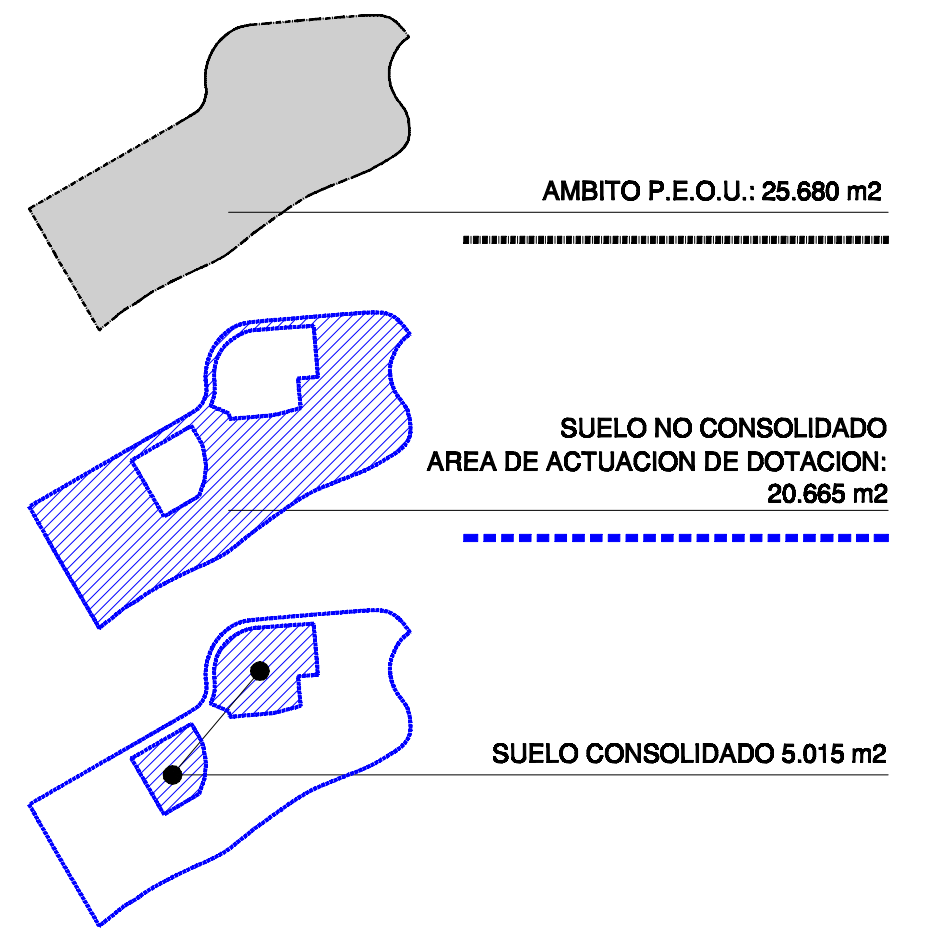 AMBITO P.E.O.U.: 25.680 m2
SUELO NO CONSOLIDADO
AREA DE ACTUACION DE DOTACION:
20.665 m2
SUELO CONSOLIDADO 5.015 m2